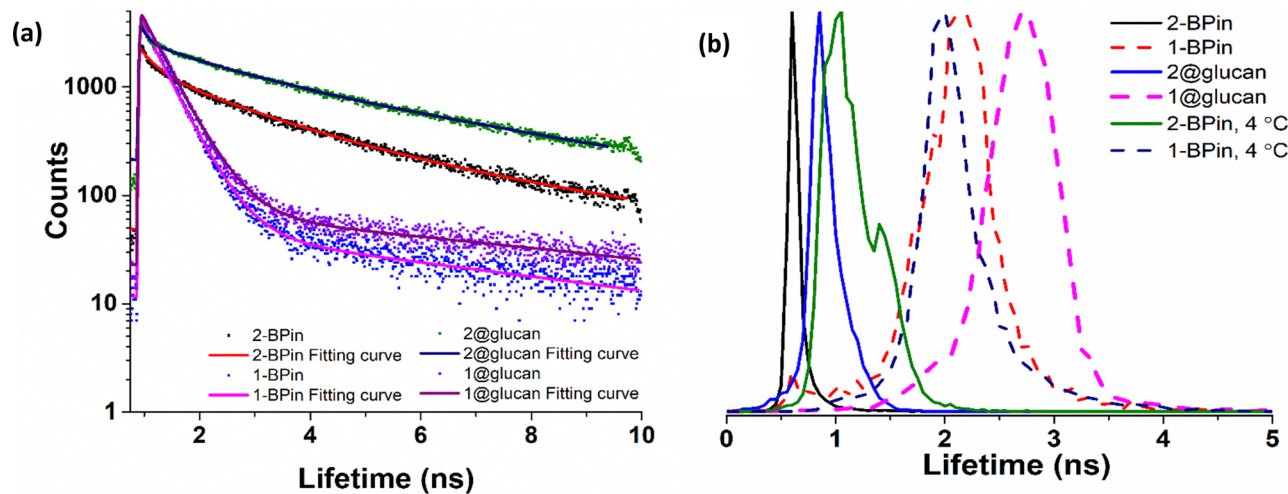 (a)
Counts
1000
100
10
1
2-BPin
2-BPin Fitting curve
1-BPin
1-BPin Fitting curve
2@glucan
2@glucan Fitting curve
1@glucan
1@glucan Fitting curve
2 4 6 8 10
Lifetime (ns)
(b)
2-BPin
1-BPin
2@glucan
1@glucan
2-BPin, 4 °C
1-BPin, 4 °C
0 1 2 3 4 5
Lifetime (ns)